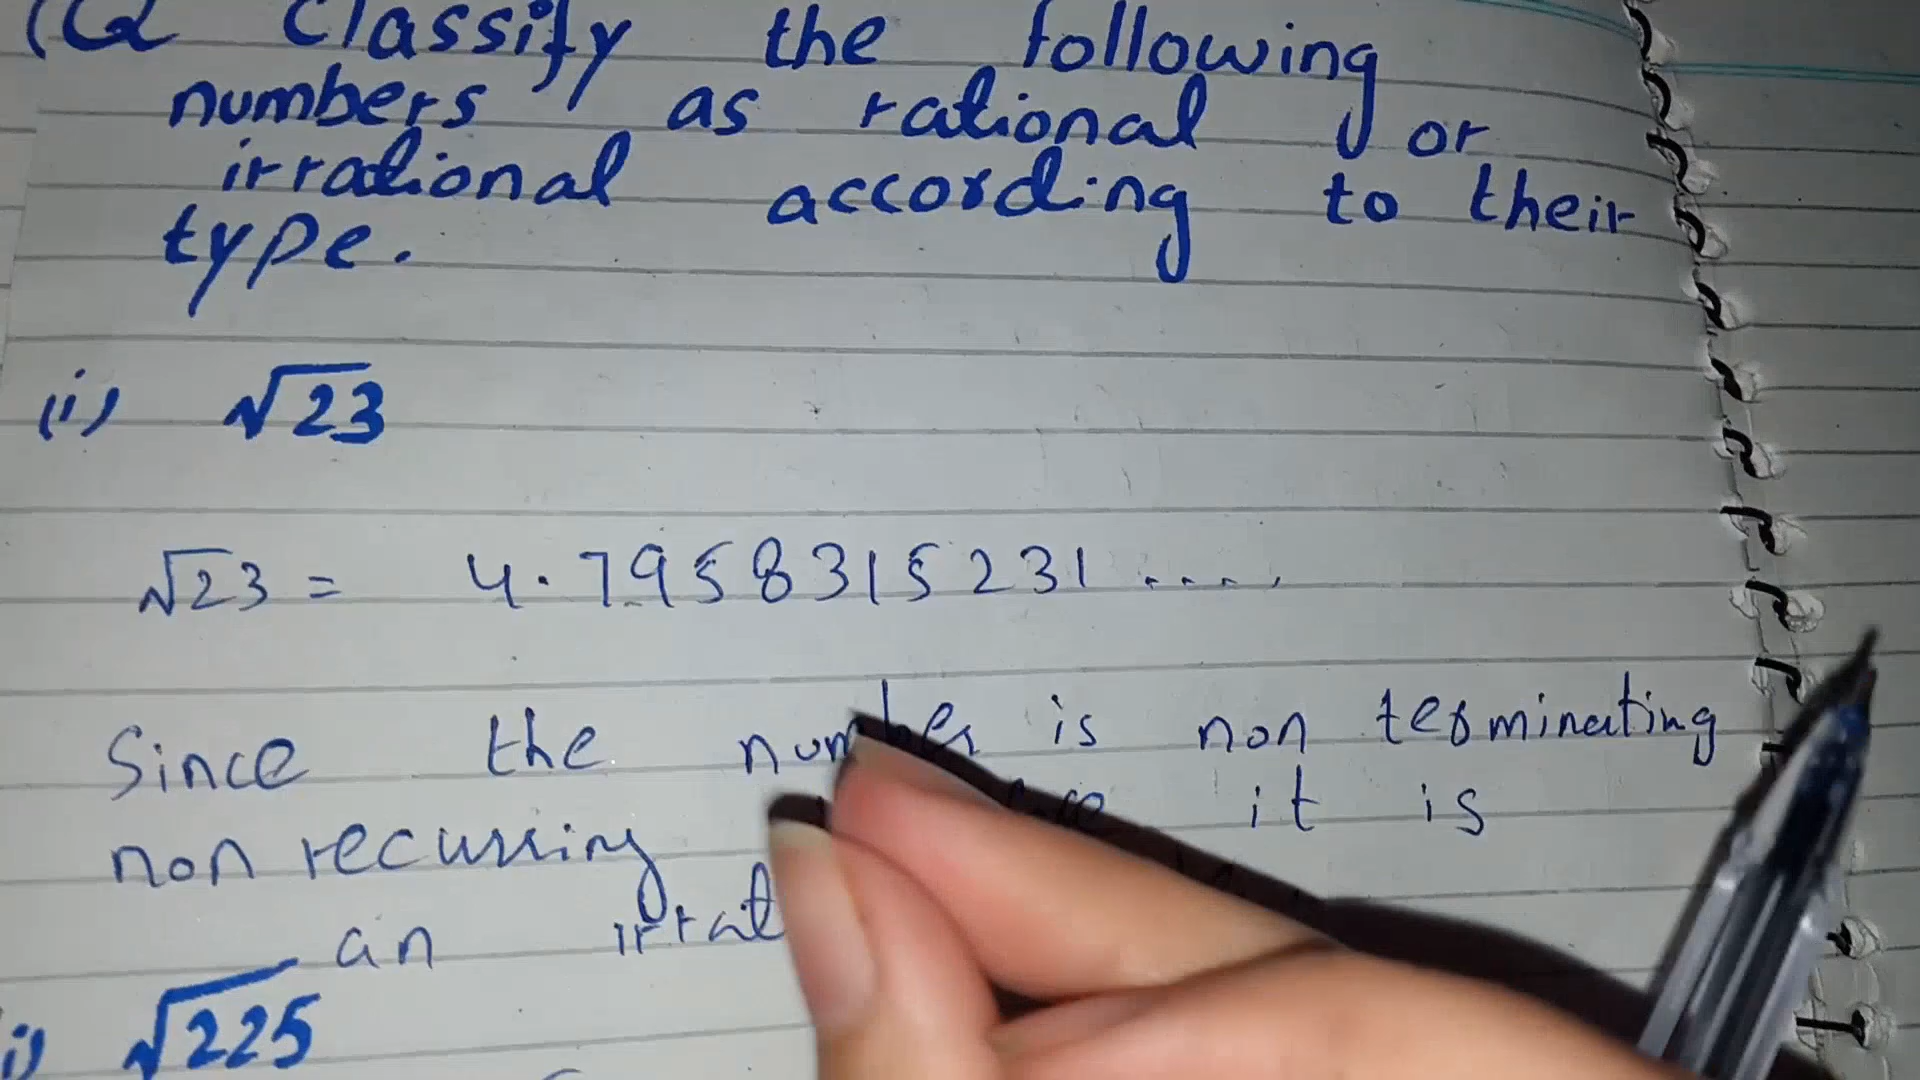 (Q Classify the following
numbers as rational or
irrational according to their
type.
(i) √23
√23 = 4.7958315231 ....
Since the number is non terminating
non recurring it is
an
√225